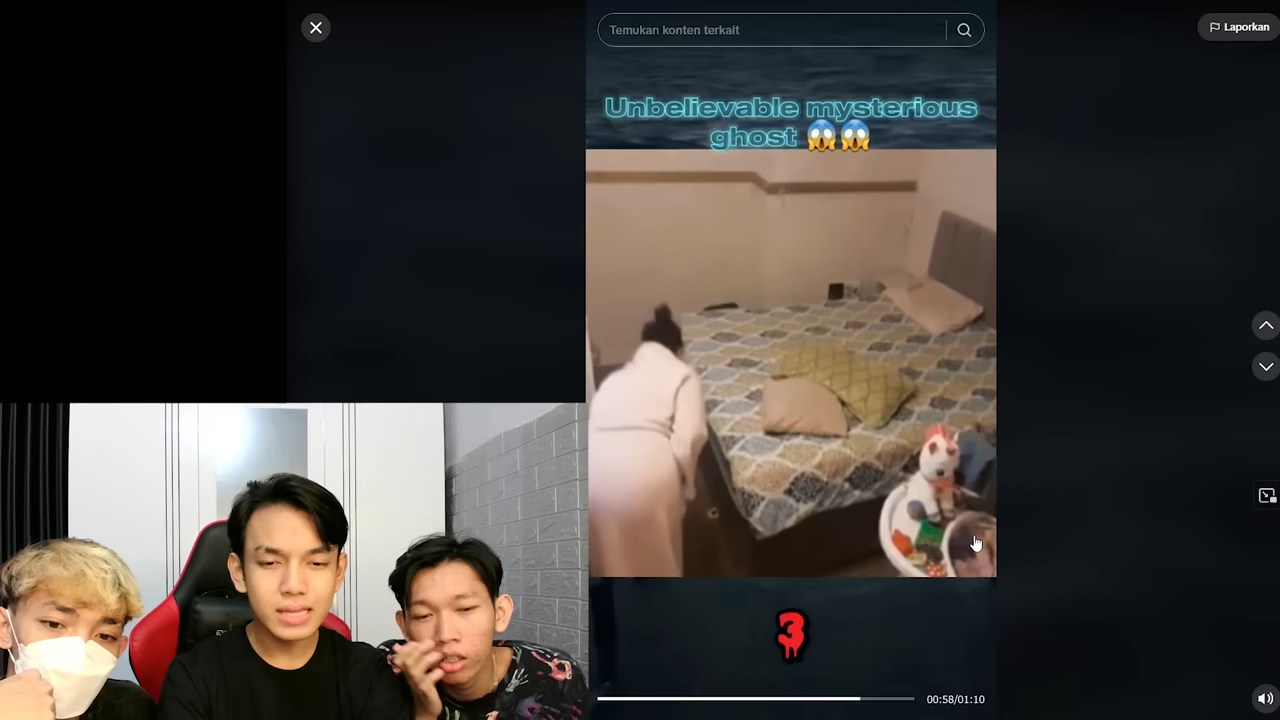 Temukan konten terkait
Laporkan
Unbelievable mysterious
ghost 😱😱
3
00:58/01:10